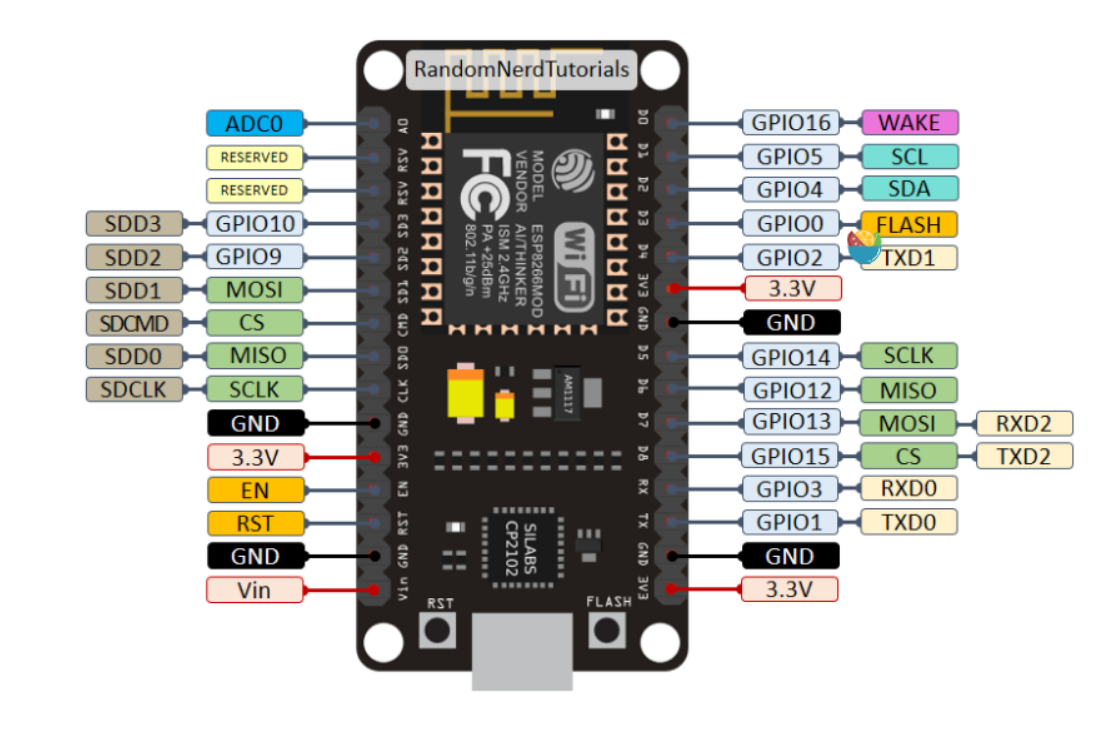 RandomNerdTutorials
ADC0
RESERVED
RESERVED
SDD3 GPIO10
SDD2 GPIO9
SDD1 MOSI
SDCMD CS
SDD0 MISO
SDCLK SCLK
GND
3.3V
EN
RST
GND
Vin
A0
RSV
RSV
SD3
SD2
SD1
CMD
SD0
CLK
GND
3V3
EN
RST
GND
Vin
MODEL ESP8266MOD
VENDOR AI/THINKER
ISM 2.4GHz
PA +25dBm
802.11b/g/n
FCC
WiFi
AM1117
SILABS
CP2102
RST
FLASH
D0
D1
D2
D3
D4
3V3
GND
D5
D6
D7
D8
RX
TX
GND
3V3
GPIO16 WAKE
GPIO5 SCL
GPIO4 SDA
GPIO0 FLASH
GPIO2 TXD1
3.3V
GND
GPIO14 SCLK
GPIO12 MISO
GPIO13 MOSI RXD2
GPIO15 CS TXD2
GPIO3 RXD0
GPIO1 TXD0
GND
3.3V